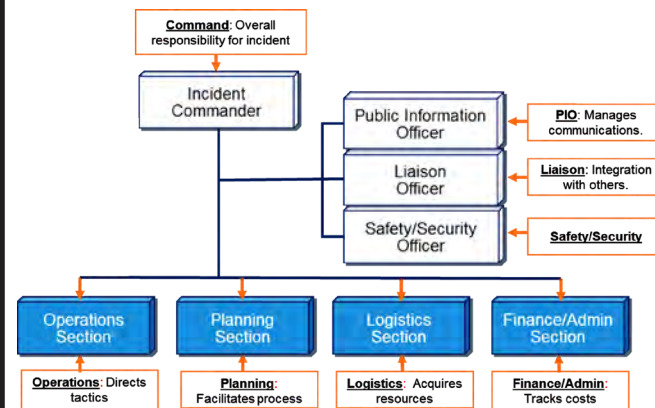 Command: Overall
responsibility for incident
Incident
Commander
Public Information
Officer
PIO: Manages
communications.
Liaison
Officer
Liaison: Integration
with others.
Safety/Security
Officer
Safety/Security
Operations
Section
Planning
Section
Logistics
Section
Finance/Admin
Section
Operations: Directs
tactics
Planning:
Facilitates process
Logistics: Acquires
resources
Finance/Admin:
Tracks costs